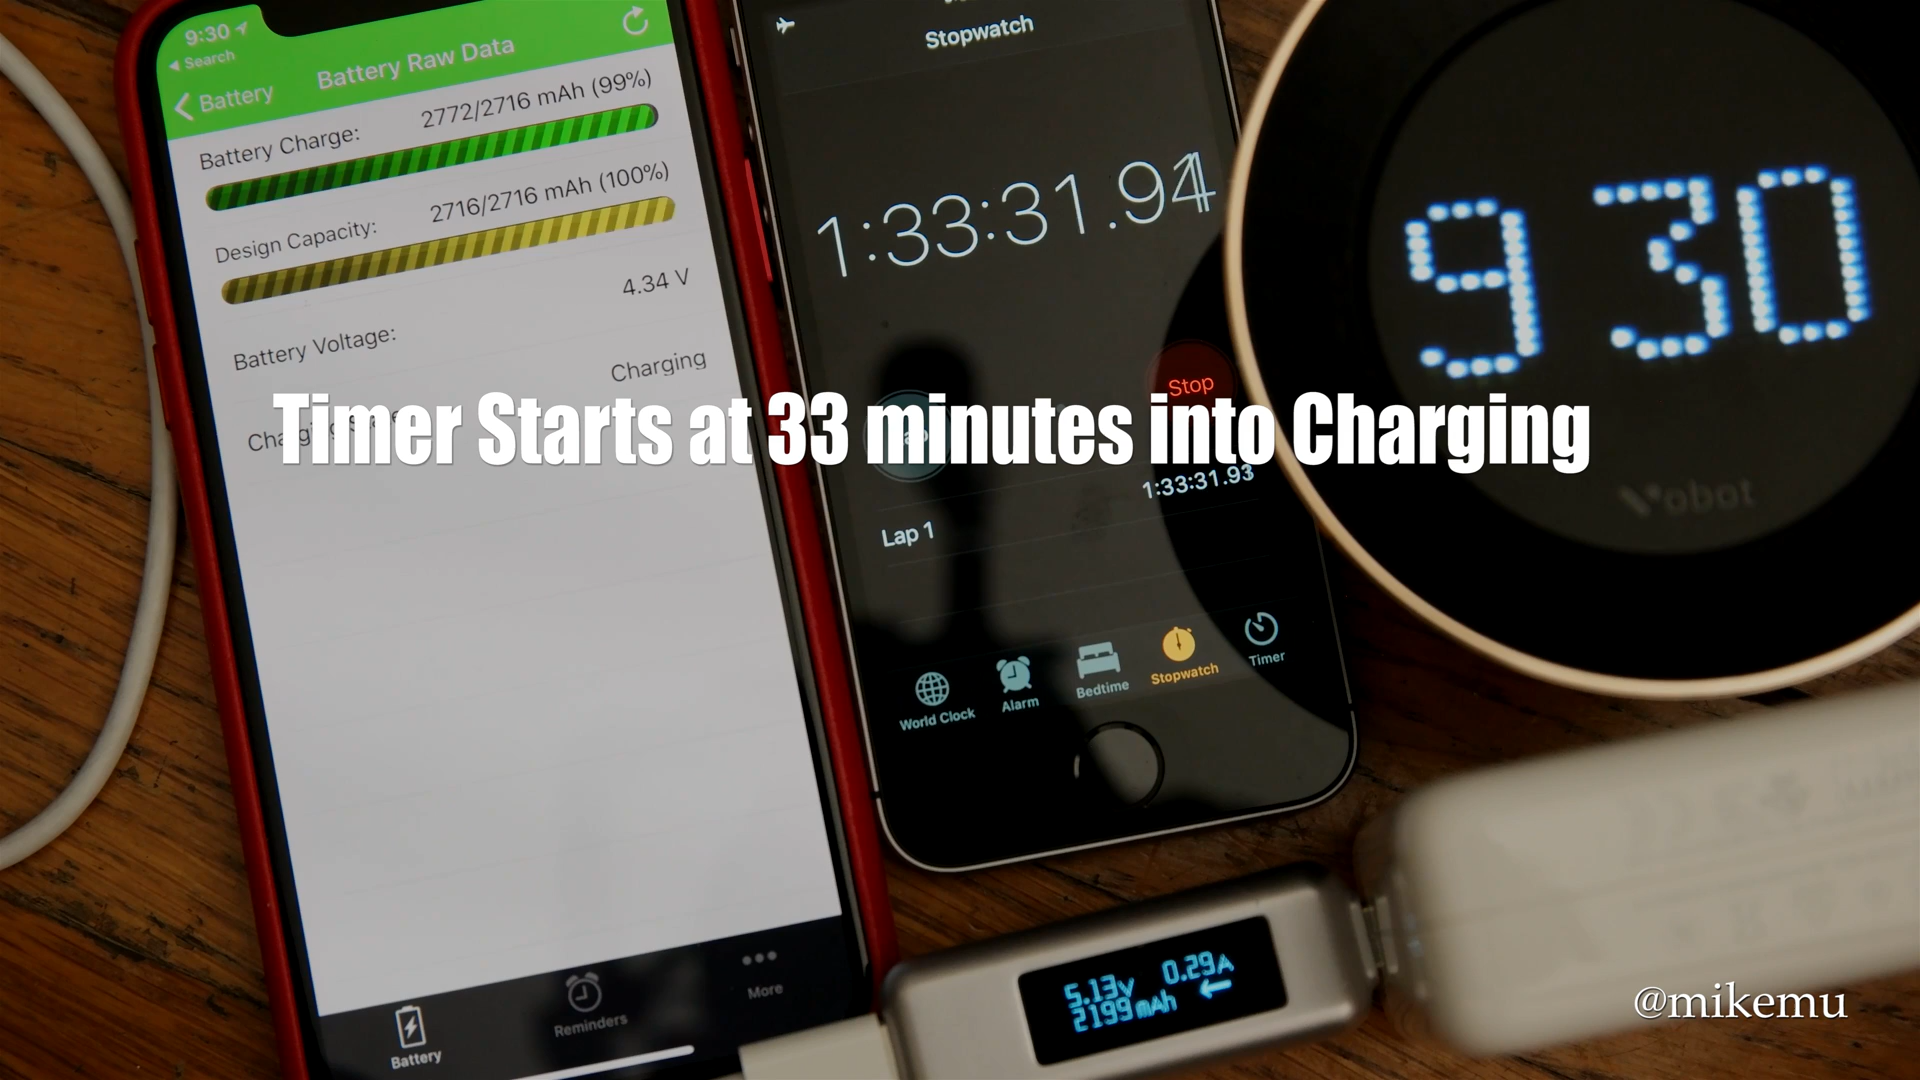 9:30
Search
Battery
Battery Raw Data
Battery Charge:
2772/2716 mAh (99%)
Design Capacity:
2716/2716 mAh (100%)
Battery Voltage:
4.34 V
Charging
Battery
Reminders
More
Stopwatch
1:33:31.94
Stop
Lap 1
1:33:31.93
World Clock
Alarm
Bedtime
Stopwatch
Timer
9 30
Vobot
Timer Starts at 33 minutes into Charging
5.13V 0.29A
2199mAh
@mikemu